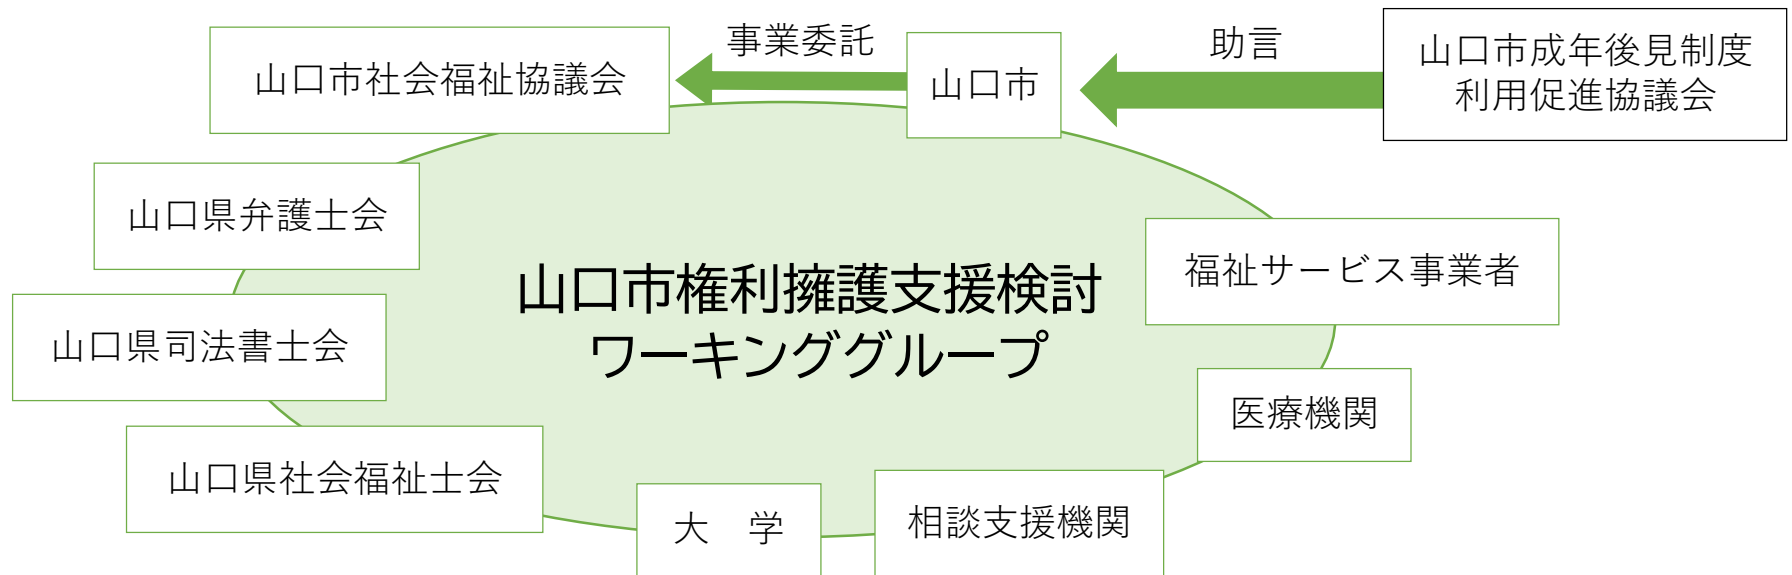 事業委託
助言
山口市社会福祉協議会
山口市
山口市成年後見制度
利用促進協議会
山口県弁護士会
福祉サービス事業者
山口市権利擁護支援検討
ワーキンググループ
山口県司法書士会
医療機関
山口県社会福祉士会
大　学
相談支援機関